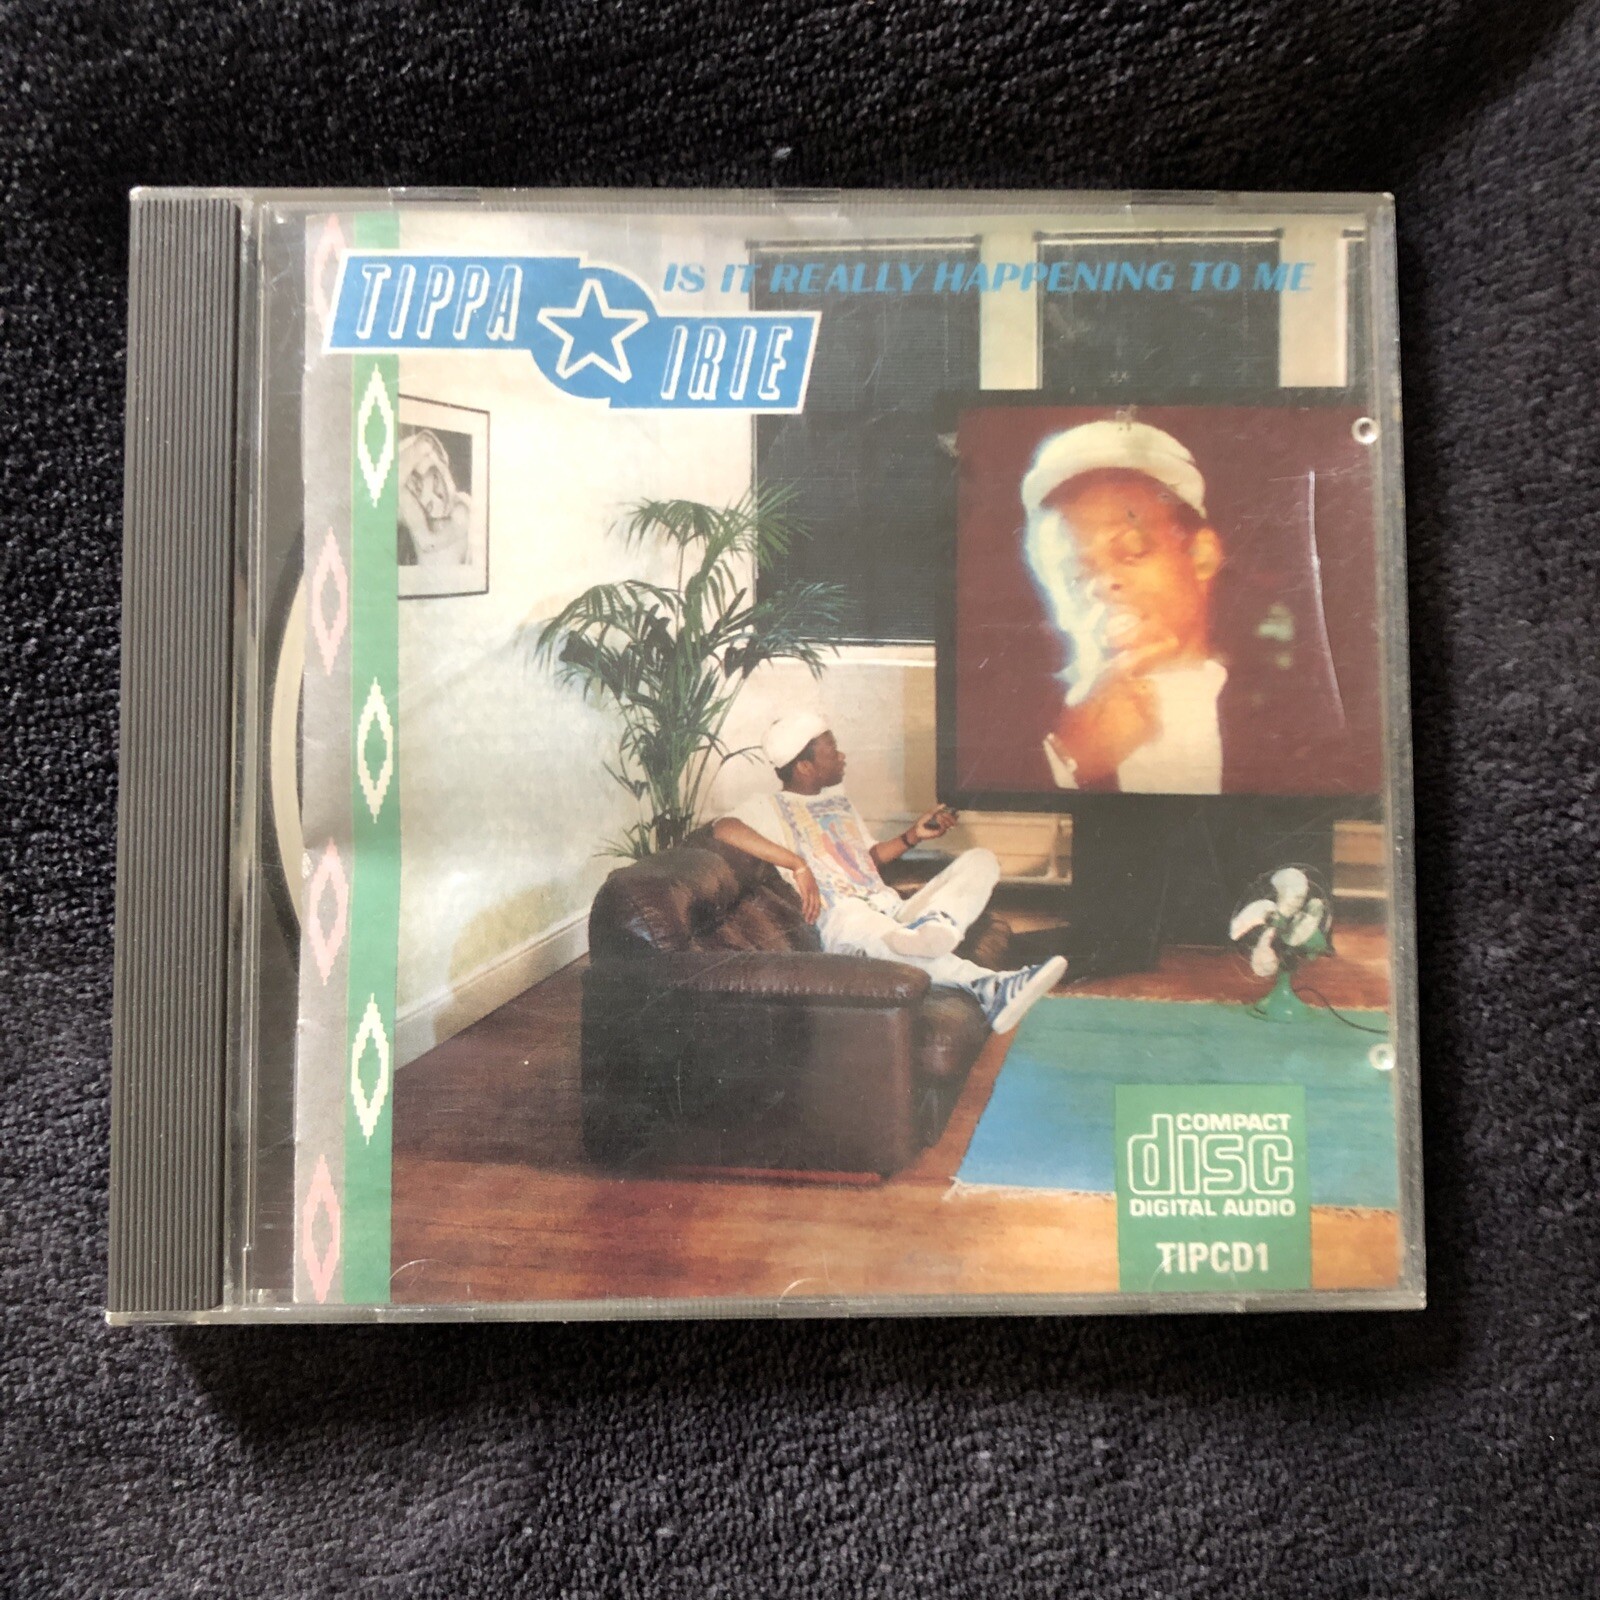 TIPPA IRIE
IS IT REALLY HAPPENING TO ME
COMPACT
disc
DIGITAL AUDIO
TIPCD1